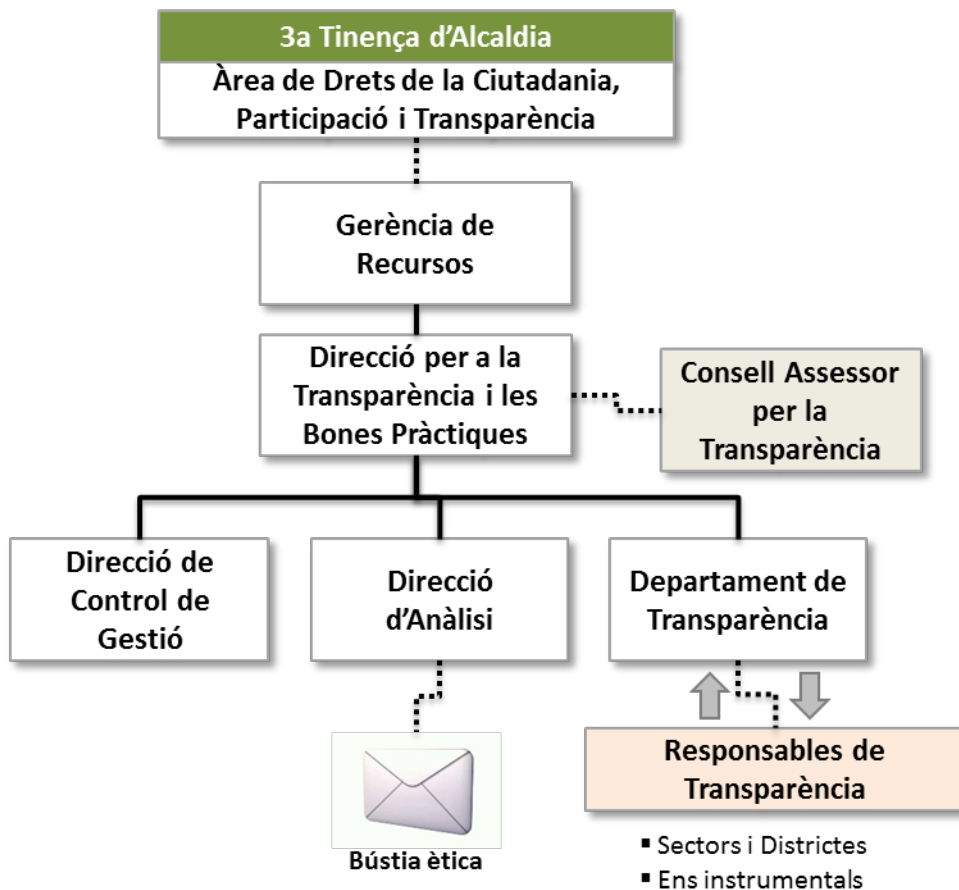 3a Tinença d'Alcaldia
Àrea de Drets de la Ciutadania,
Participació i Transparència
Gerència de
Recursos
Direcció per a la
Transparència i les
Bones Pràctiques
Consell Assessor
per la
Transparència
Direcció de
Control de
Gestió
Direcció
d'Anàlisi
Departament de
Transparència
Bústia ètica
Responsables de
Transparència
▪ Sectors i Districtes
▪ Ens instrumentals